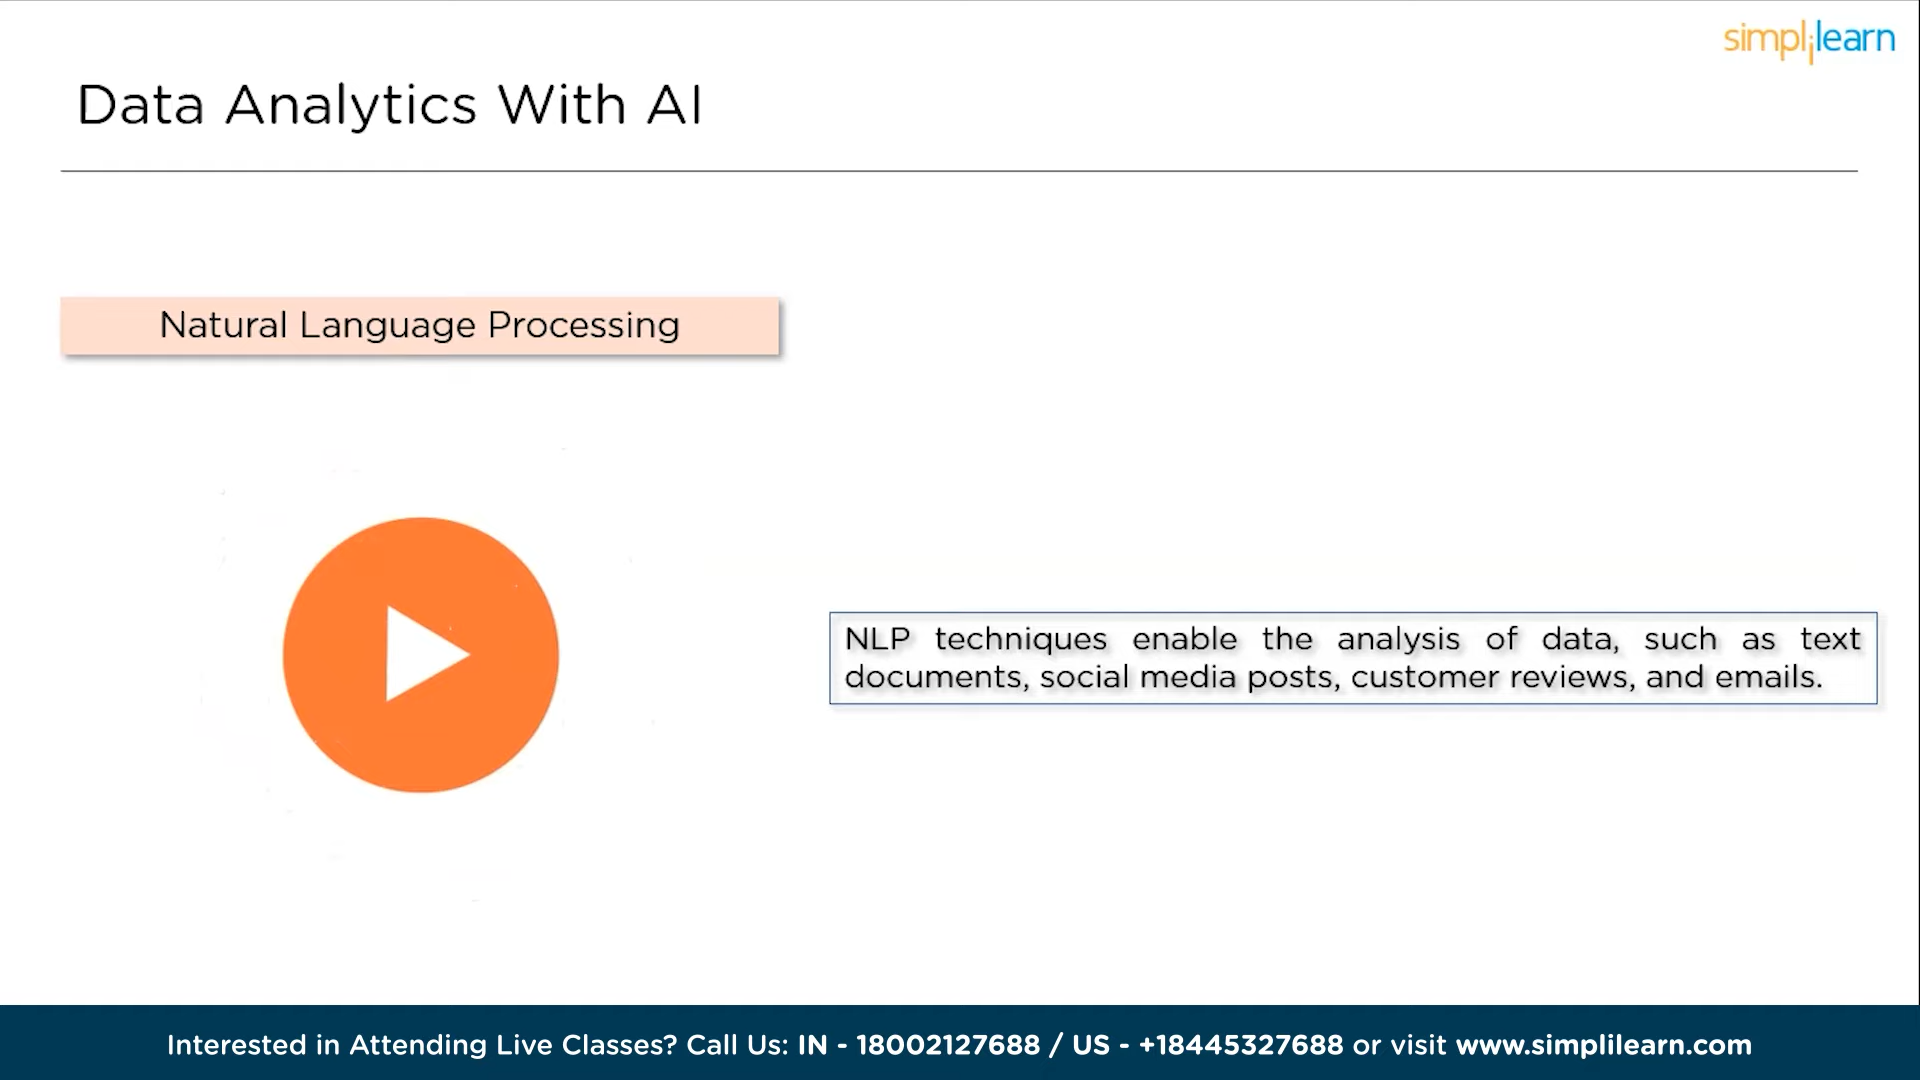 simplilearn
Data Analytics With AI
Natural Language Processing
NLP techniques enable the analysis of data, such as text
documents, social media posts, customer reviews, and emails.
Interested in Attending Live Classes? Call Us: IN - 18002127688 / US - +18445327688 or visit www.simplilearn.com